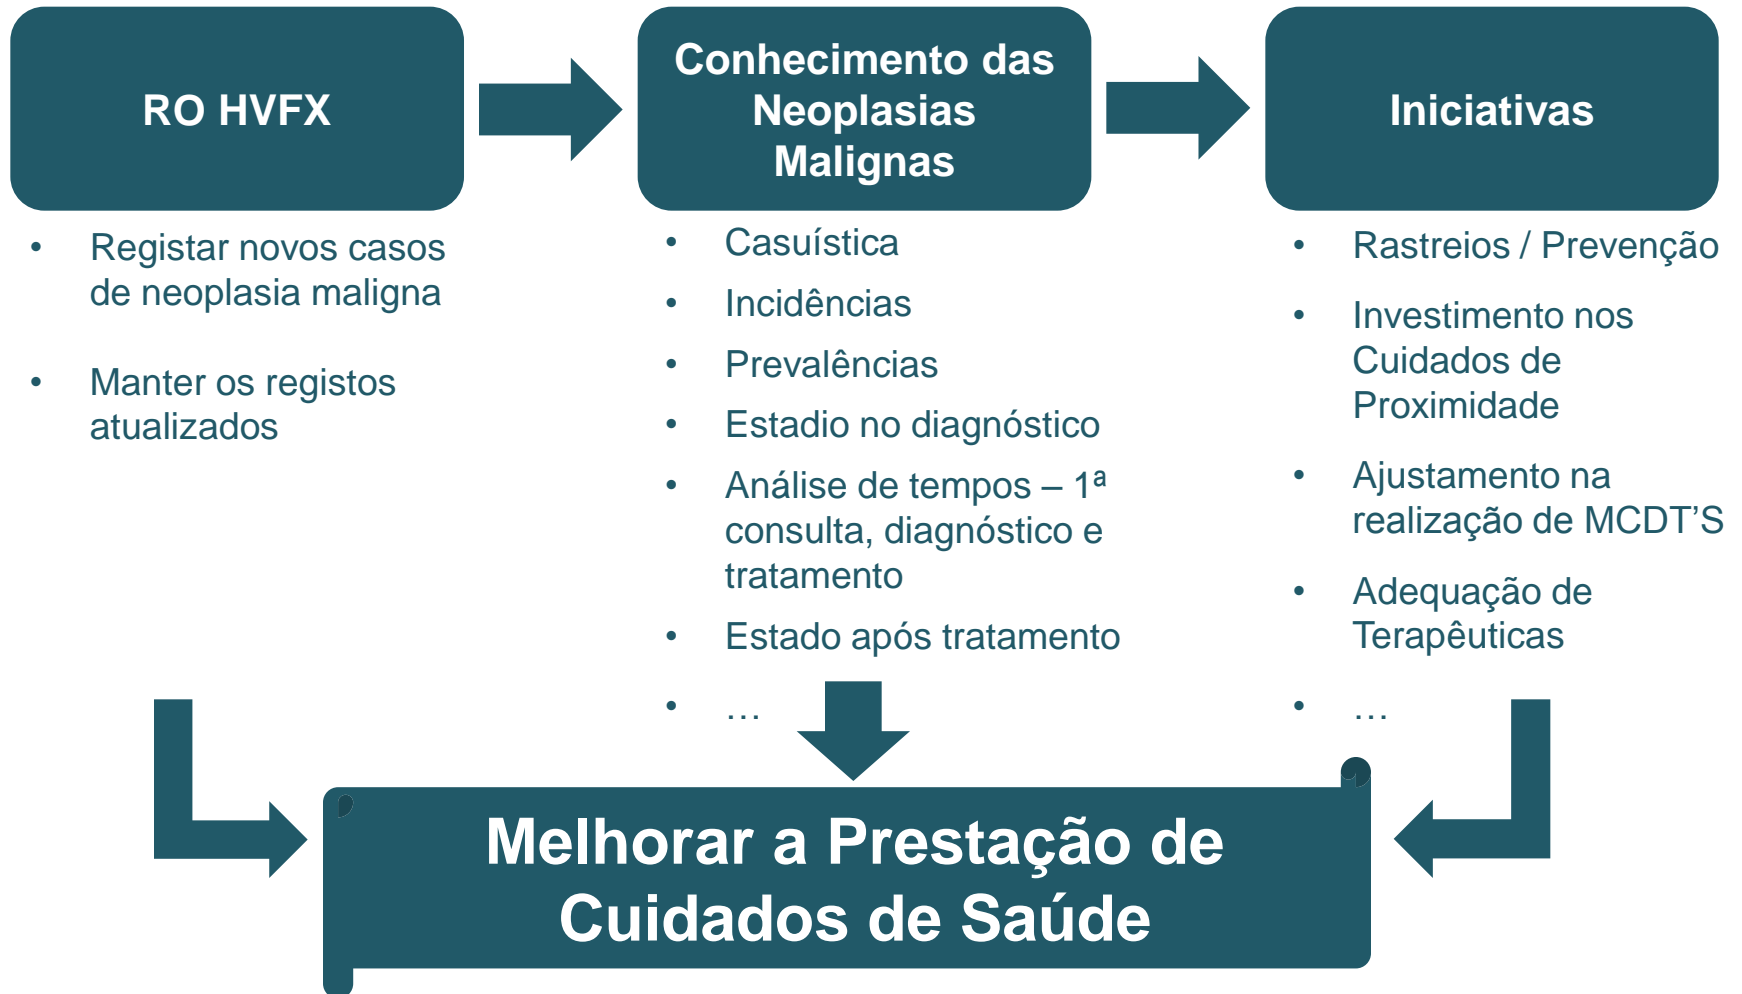 RO HVFX
• Registar novos casos
de neoplasia maligna
• Manter os registos
atualizados
Conhecimento das
Neoplasias
Malignas
• Casuística
• Incidências
• Prevalências
• Estadio no diagnóstico
• Análise de tempos – 1ª
consulta, diagnóstico e
tratamento
• Estado após tratamento
• …
Iniciativas
• Rastreios / Prevenção
• Investimento nos
Cuidados de
Proximidade
• Ajustamento na
realização de MCDT’S
• Adequação de
Terapêuticas
• …
Melhorar a Prestação de
Cuidados de Saúde